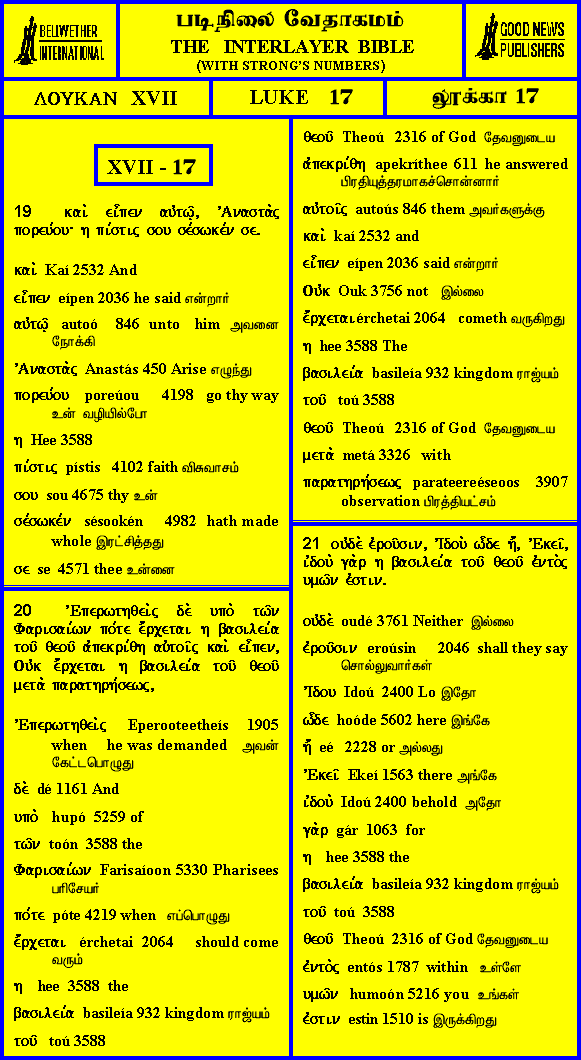 BELLWETHER
INTERNATIONAL
படிநிலை வேதாகமம்
THE INTERLAYER BIBLE
(WITH STRONG'S NUMBERS)
GOOD NEWS
PUBLISHERS
ΛΟΥΚΑΝ XVII
LUKE 17
லூக்கா 17
XVII - 17
19 καὶ εἶπεν αὐτῷ, Ἀναστὰς
πορεύου· η πίστις σου σέσωκέν σε.
καὶ Kaí 2532 And
εἶπεν eípen 2036 he said என்றார்
αὐτῷ autoó 846 unto him அவனை
நோக்கி
Ἀναστὰς Anastás 450 Arise எழுந்து
πορεύου poreúou 4198 go thy way
உன் வழியில்போ
η Hee 3588
πίστις pístis 4102 faith விசுவாசம்
σου sou 4675 thy உன்
σέσωκέν sésookén 4982 hath made
whole இரட்சித்தது
σε se 4571 thee உன்னை
20 Ἐπερωτηθεὶς δὲ υπὸ τῶν
Φαρισαίων πότε ἔρχεται η βασιλεία
τοῦ θεοῦ ἀπεκρίθη αὐτοῖς καὶ εἶπεν,
Οὐκ ἔρχεται η βασιλεία τοῦ θεοῦ
μετὰ παρατηρήσεως,
Ἐπερωτηθεὶς Eperooteetheís 1905
when he was demanded அவன்
கேட்டபொழுது
δὲ dé 1161 And
υπὸ hupó 5259 of
τῶν toón 3588 the
Φαρισαίων Farisaíoon 5330 Pharisees
பரிசேயர்
πότε póte 4219 when எப்பொழுது
ἔρχεται érchetai 2064 should come
வரும்
η hee 3588 the
βασιλεία basileía 932 kingdom ராஜ்யம்
τοῦ toú 3588
θεοῦ Theoú 2316 of God தேவனுடைய
ἀπεκρίθη apekríthee 611 he answered
பிரதியுத்தரமாகச்சொன்னார்
αὐτοῖς autoús 846 them அவர்களுக்கு
καὶ kaí 2532 and
εἶπεν eípen 2036 said என்றார்
Οὐκ Ouk 3756 not இல்லை
ἔρχεται érchetai 2064 cometh வருகிறது
η hee 3588 The
βασιλεία basileía 932 kingdom ராஜ்யம்
τοῦ toú 3588
θεοῦ Theoú 2316 of God தேவனுடைய
μετὰ metá 3326 with
παρατηρήσεως parateereéseoos 3907
observation பிரத்தியட்சம்
21 οὐδὲ ἐροῦσιν, Ἰδοὺ ὧδε ἤ, Ἐκεῖ,
ἰδοὺ γὰρ η βασιλεία τοῦ θεοῦ ἐντὸς
υμῶν ἐστιν.
οὐδὲ oudé 3761 Neither இல்லை
ἐροῦσιν eroúsin 2046 shall they say
சொல்லுவார்கள்
Ἰδου Idoú 2400 Lo இதோ
ὧδε hoóde 5602 here இங்கே
ἤ eé 2228 or அல்லது
Ἐκεῖ Ekeí 1563 there அங்கே
ἰδοὺ Idoú 2400 behold அதோ
γὰρ gár 1063 for
η hee 3588 the
βασιλεία basileía 932 kingdom ராஜ்யம்
τοῦ toú 3588
θεοῦ Theoú 2316 of God தேவனுடைய
ἐντὸς entós 1787 within உள்ளே
υμῶν humoón 5216 you உங்கள்
ἐστιν estin 1510 is இருக்கிறது